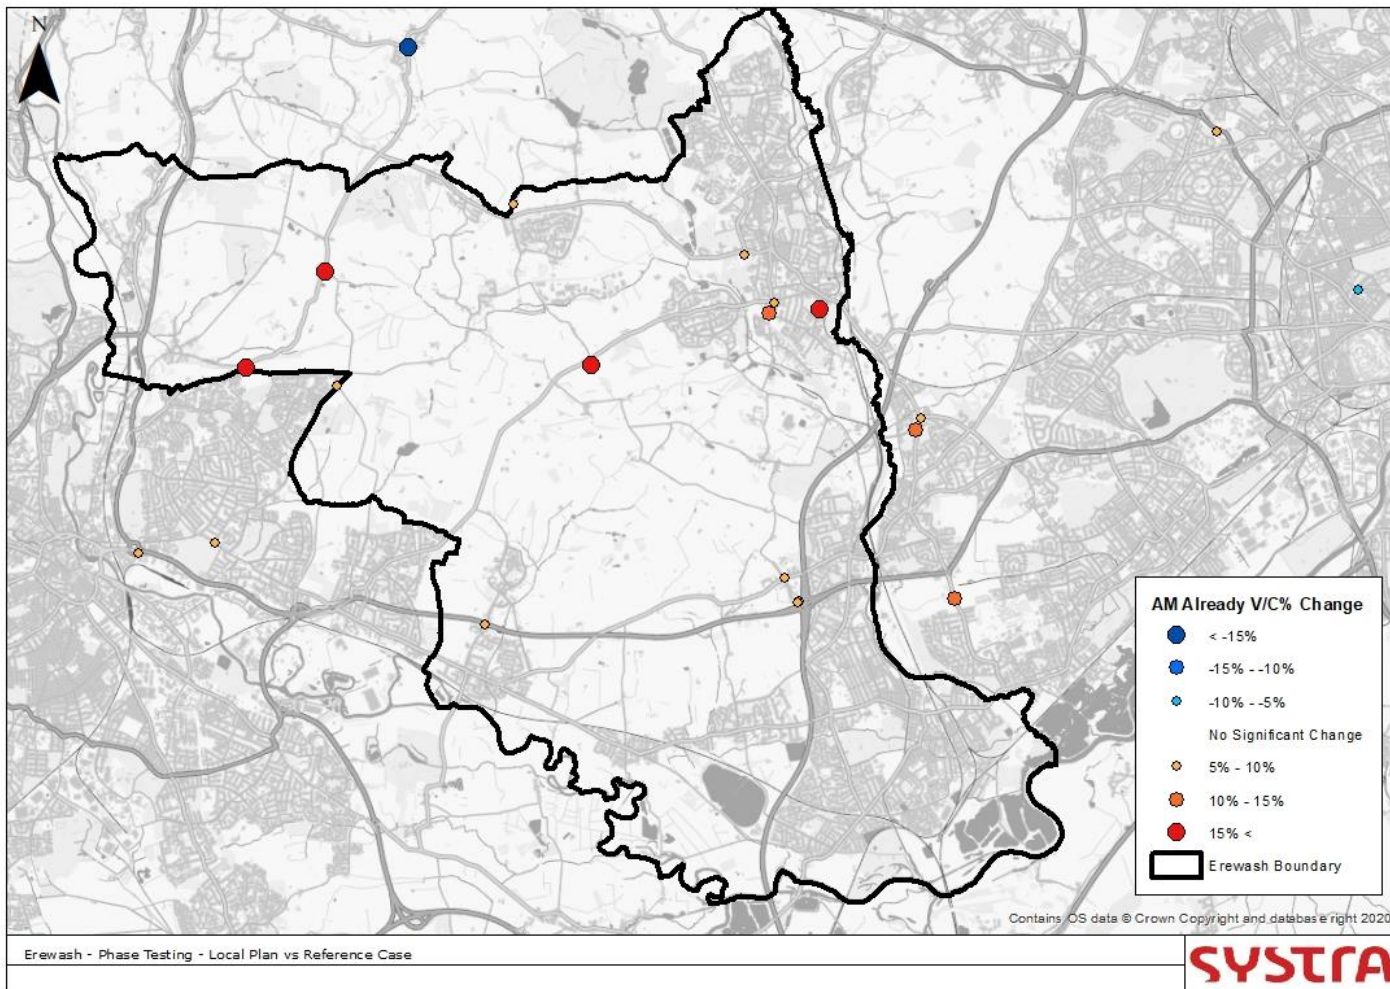 N
AM Already V/C% Change
< -15%
-15% - -10%
-10% - -5%
No Significant Change
5% - 10%
10% - 15%
15% <
Erewash Boundary
Contains OS data © Crown Copyright and database right 2020
Erewash - Phase Testing - Local Plan vs Reference Case
SYSTRA